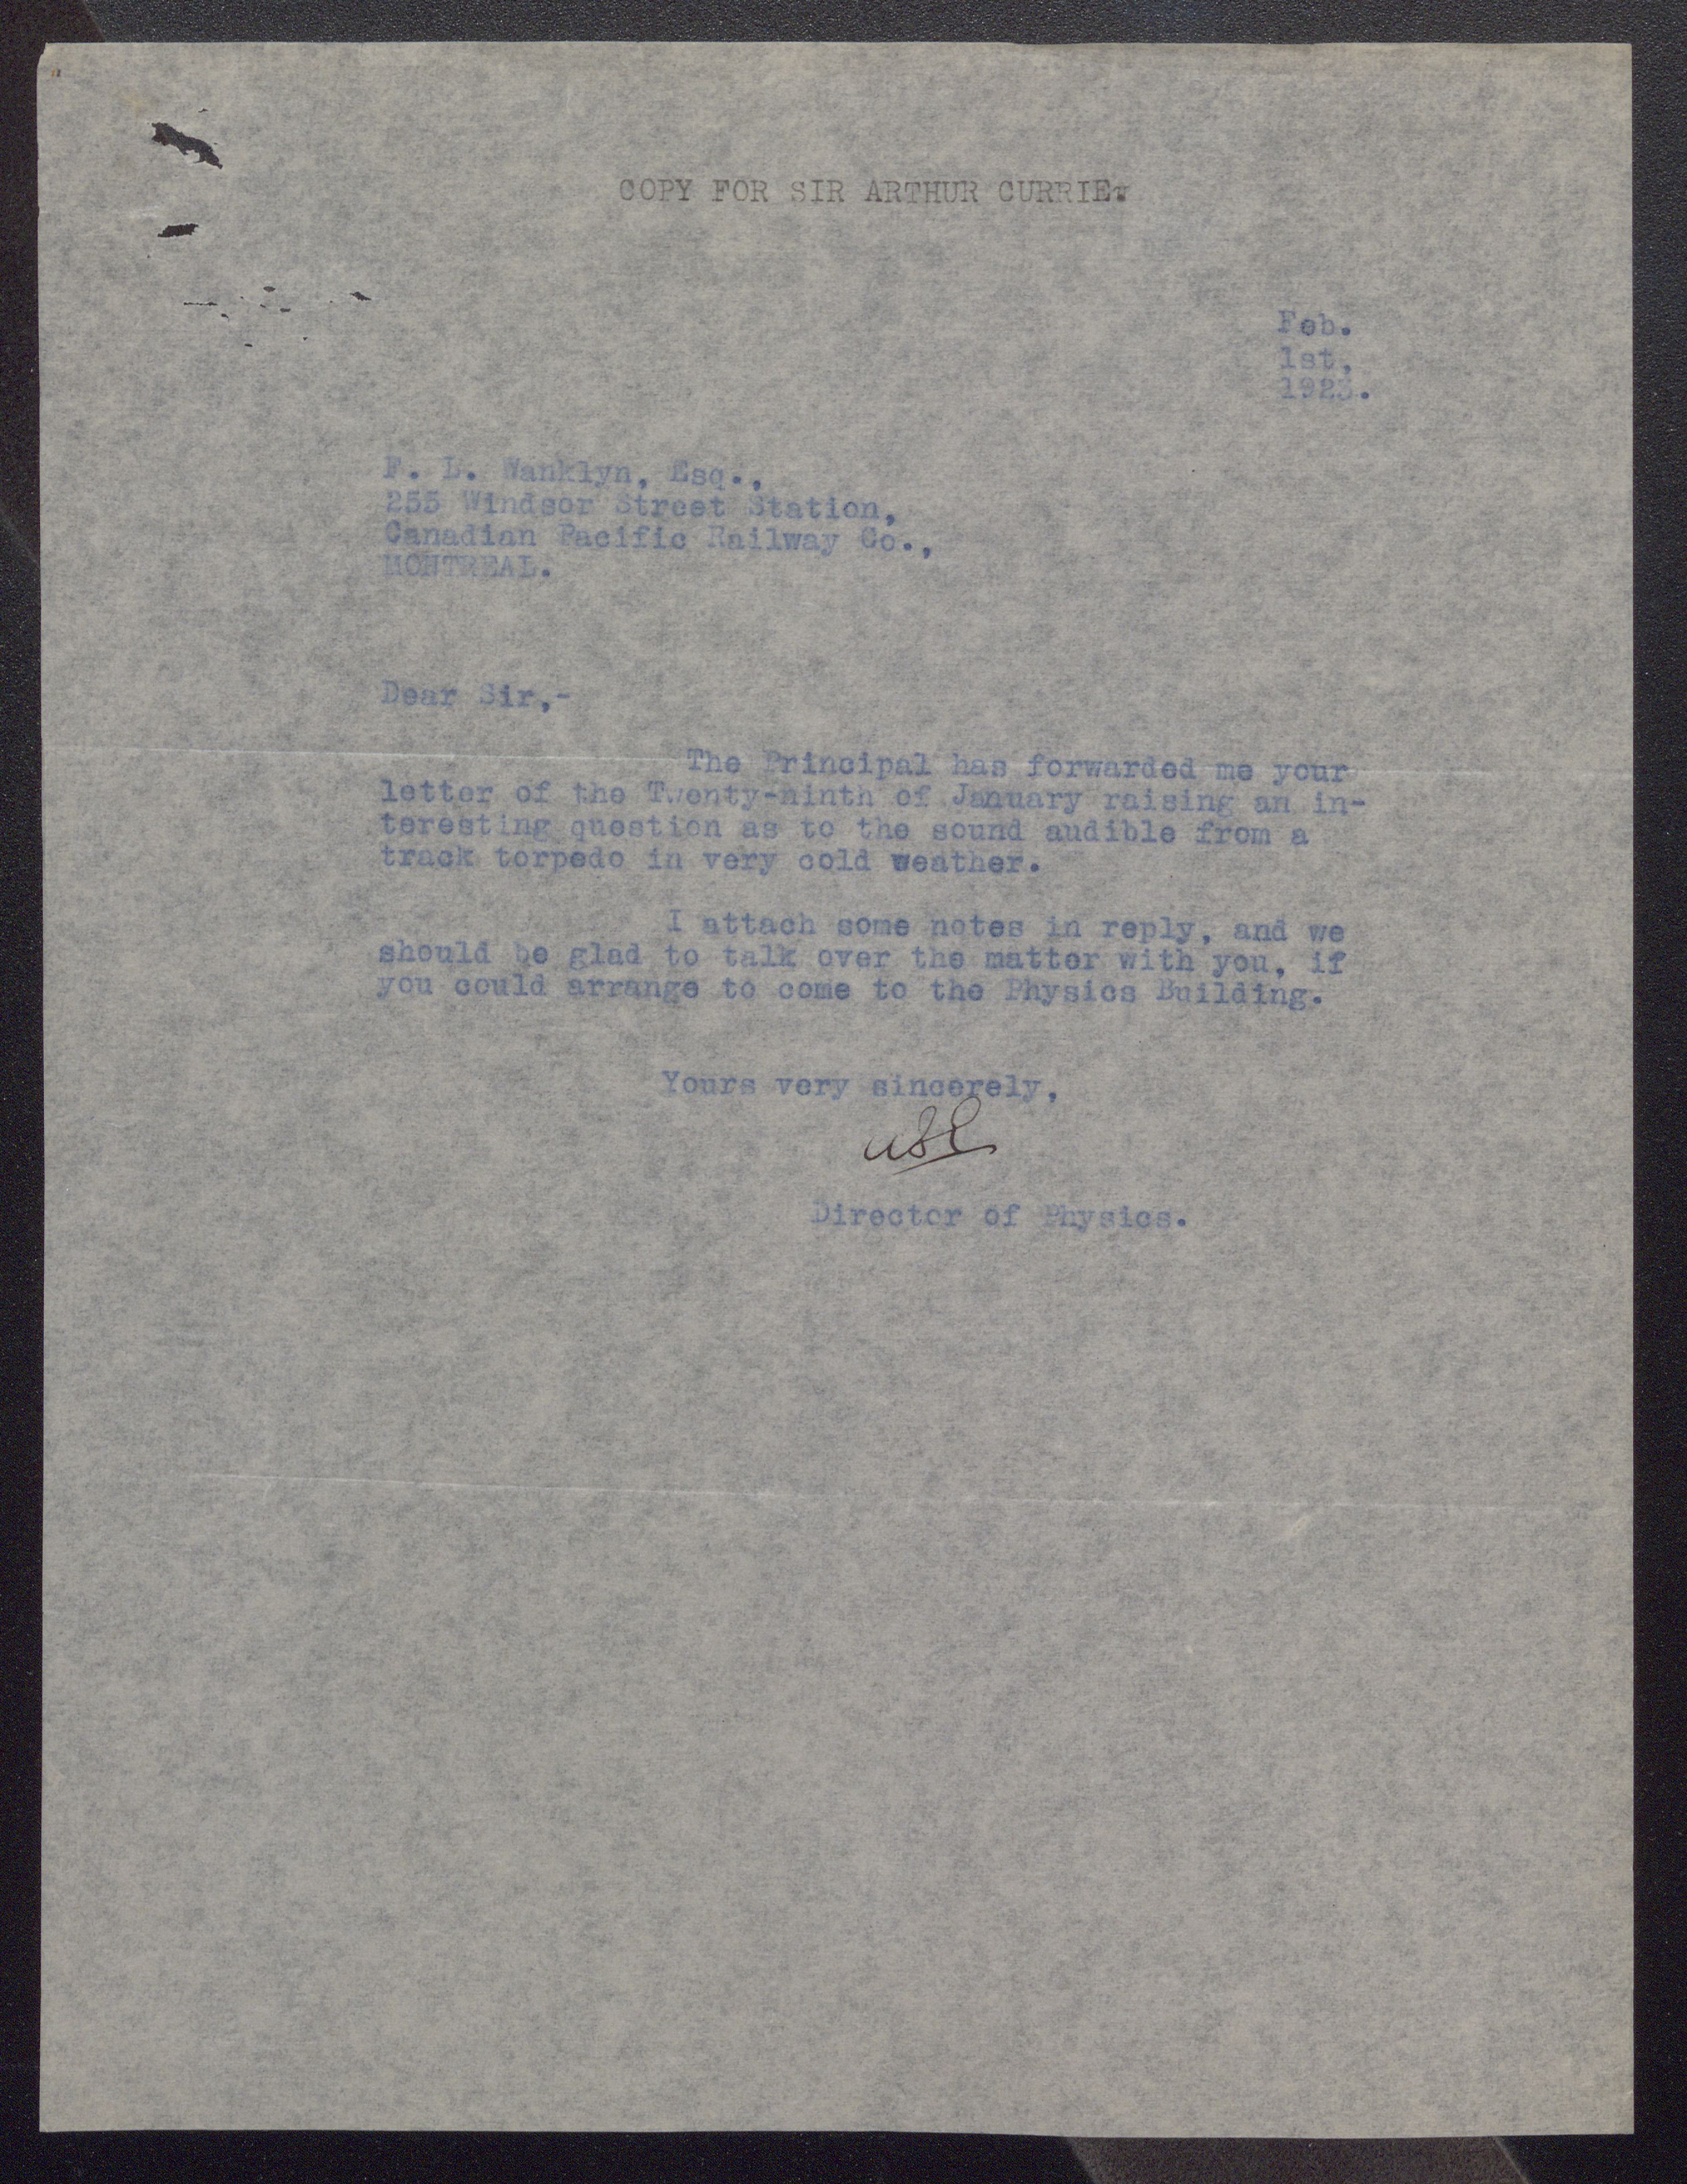 COPY FOR SIR ARTHUR CURRIE.
Feb.
1st,
1923.
F. L. Wanklyn, Esq.,
255 Windsor Street Station,
Canadian Pacific Railway Co.,
MONTREAL.
Dear Sir,-
The Principal has forwarded me your
letter of the Twenty-ninth of January raising an in-
teresting question as to the sound audible from a
track torpedo in very cold weather.
I attach some notes in reply, and we
should be glad to talk over the matter with you, if
you could arrange to come to the Physics Building.
Yours very sincerely,
Director of Physics.